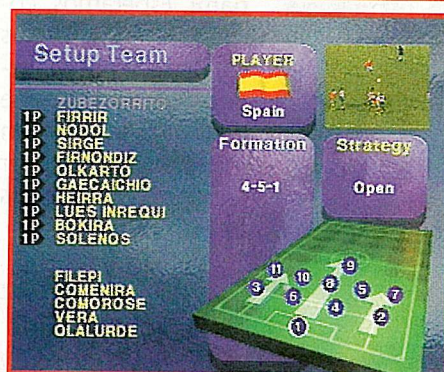 Setup Team
ZUBEZORRITO
1P FIRRIR
1P NODOL
1P SIRGE
1P FIRNONDIZ
1P OLKARTO
1P GAECAICHIO
1P HEIRRA
1P LUES INREQUI
1P BOKIRA
1P SOLENOS
FILEPI
COMENIRA
COMOROSE
VERA
OLALURDE
PLAYER
Spain
Formation
4-5-1
Strategy
Open
11
9
3
10
8
5
7
6
4
2
1